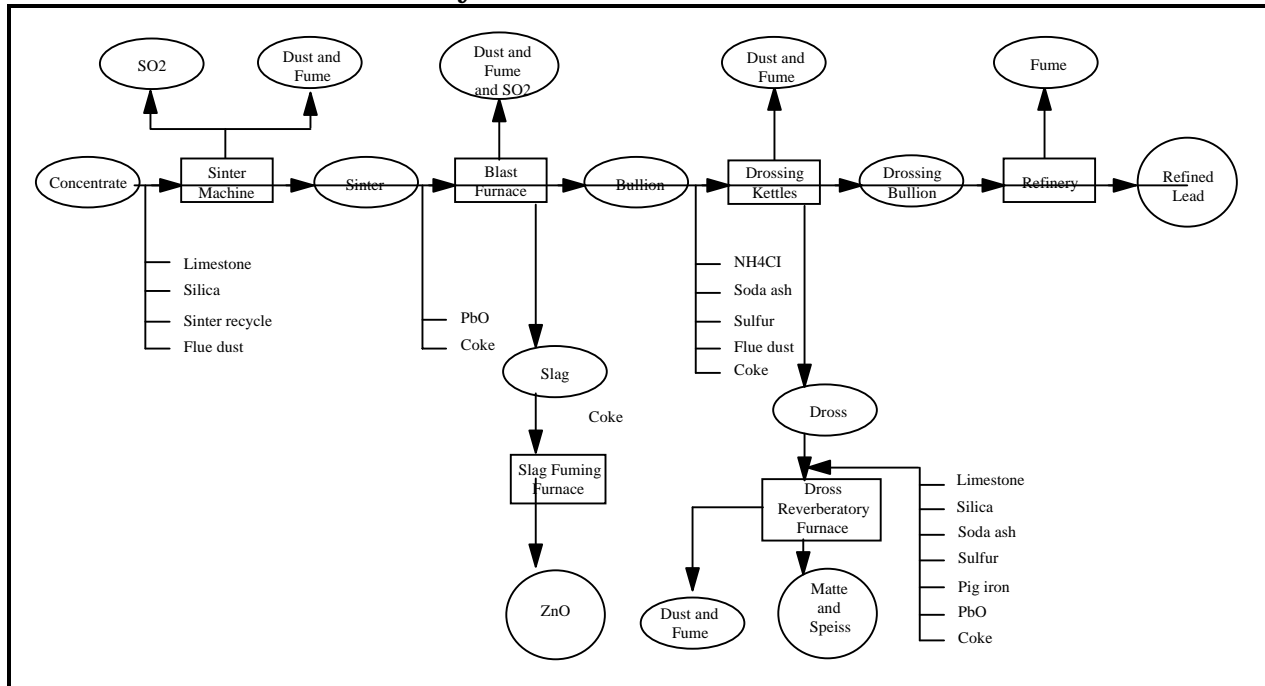 SO2
Dust and
Fume
Dust and
Fume
and SO2
Dust and
Fume
Fume
Concentrate
Sinter
Machine
Sinter
Blast
Furnace
Bullion
Drossing
Kettles
Drossing
Bullion
Refinery
Refined
Lead
Limestone
Silica
Sinter recycle
Flue dust
PbO
Coke
NH4CI
Soda ash
Sulfur
Flue dust
Coke
Slag
Coke
Dross
Slag Fuming
Furnace
Dross
Reverberatory
Furnace
Limestone
Silica
Soda ash
Sulfur
Pig iron
PbO
Coke
ZnO
Dust and
Fume
Matte
and
Speiss